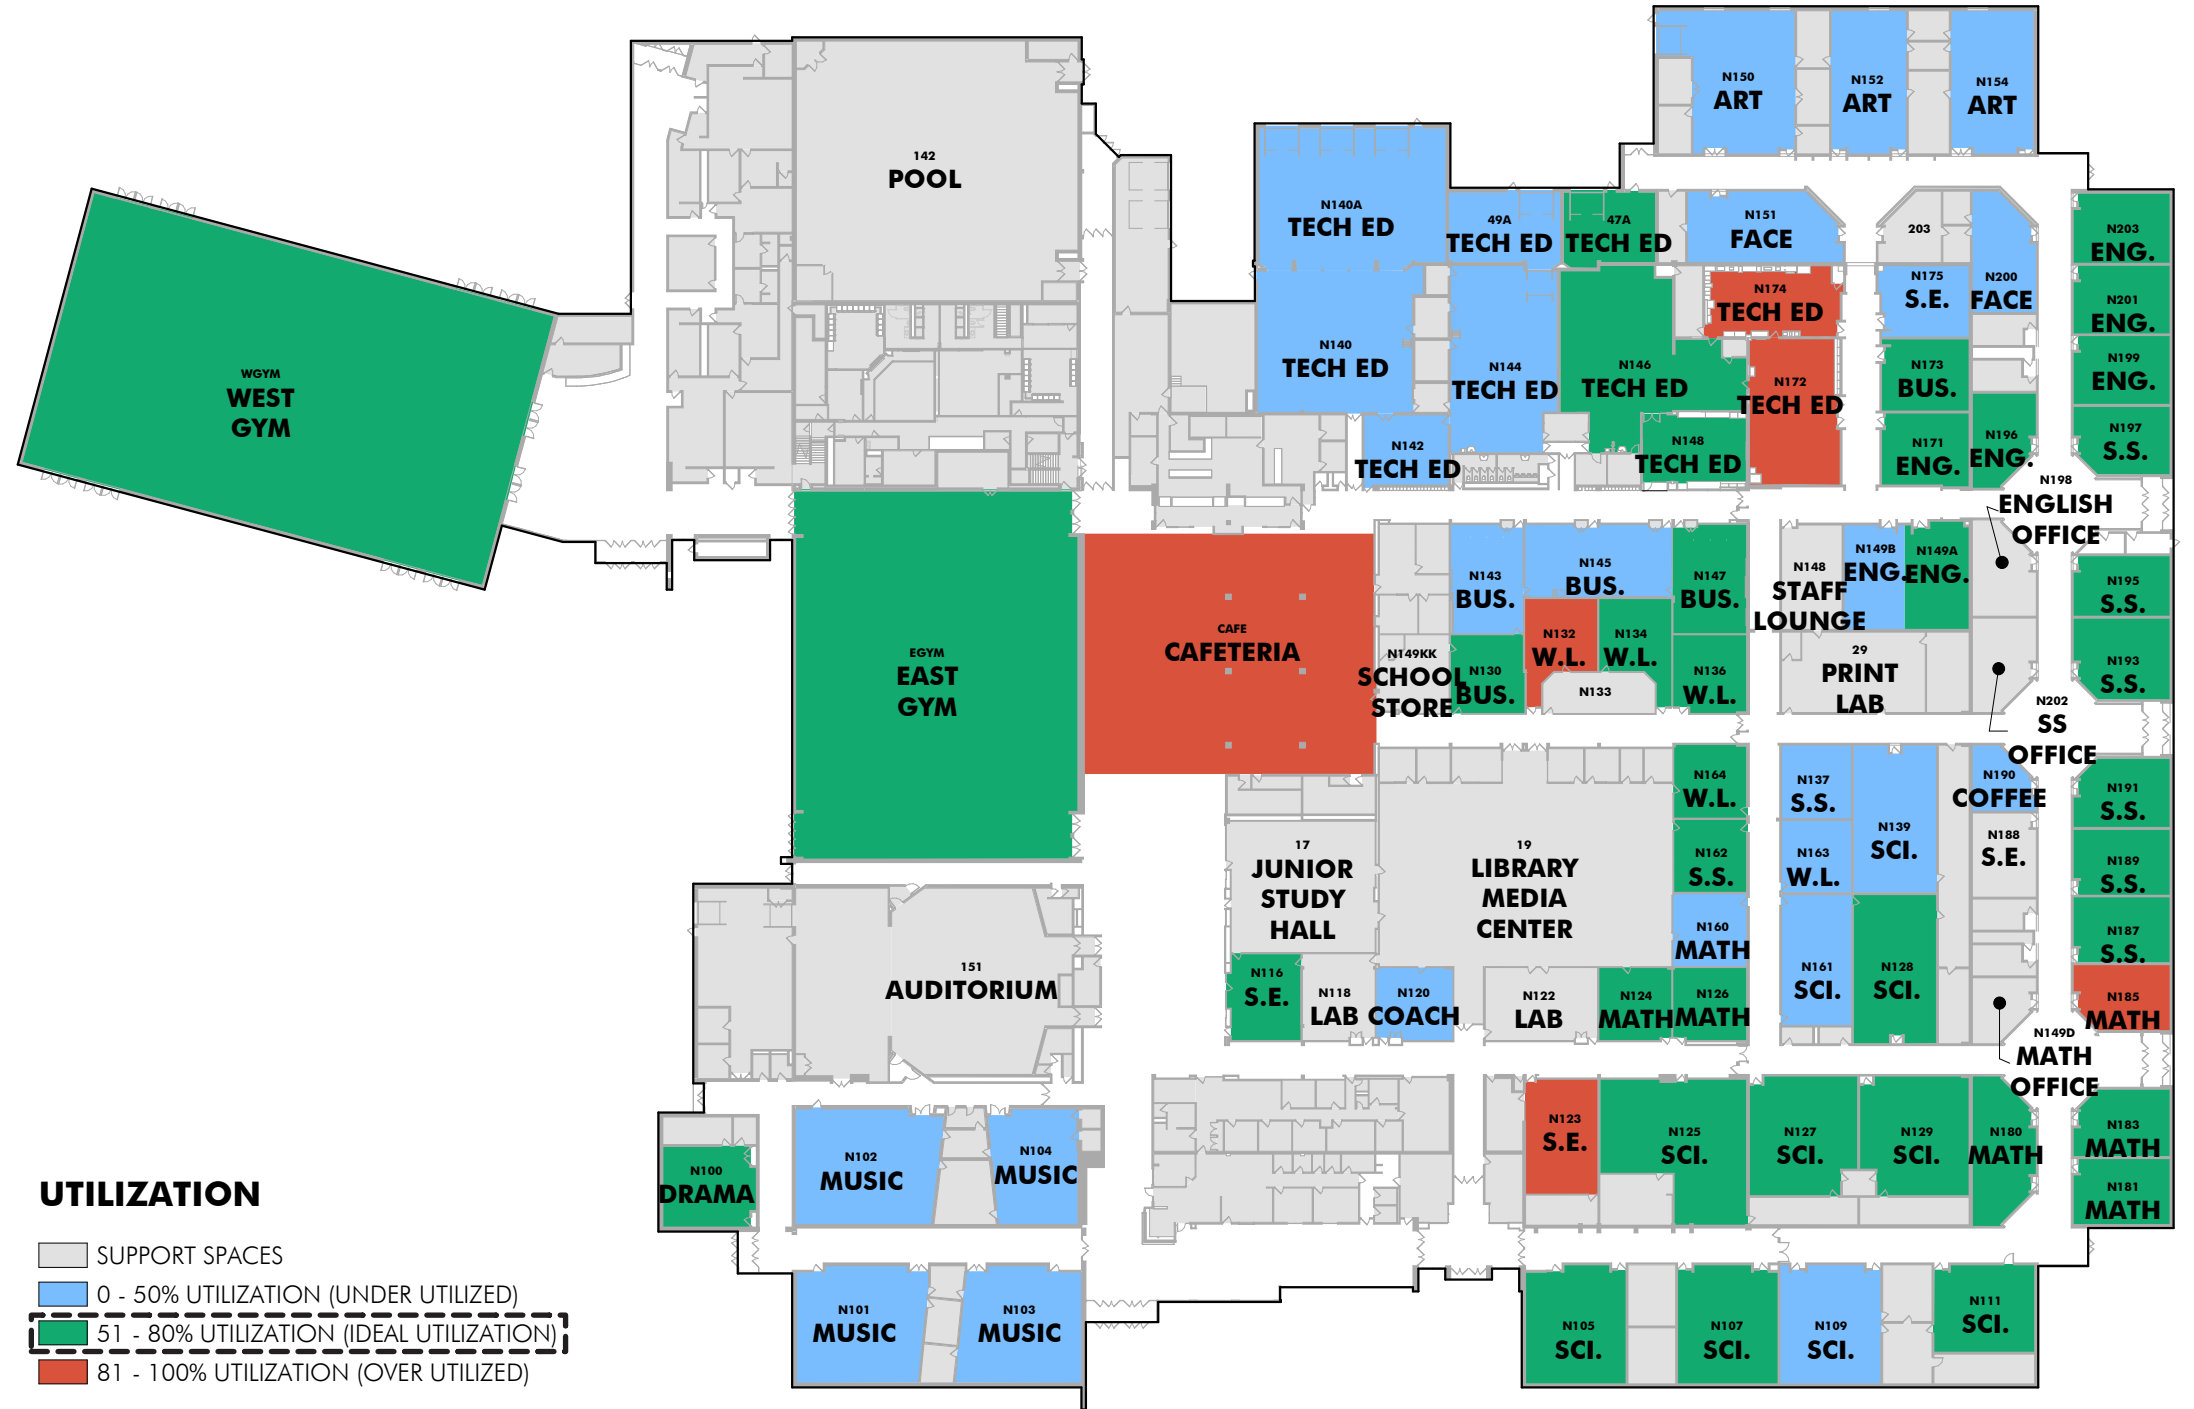 N150
ART
N152
ART
N154
ART
142
POOL
N140A
TECH ED
49A
TECH ED
47A
TECH ED
N151
FACE
203
N203
ENG.
N175
S.E.
N200
FACE
N174
TECH ED
N201
ENG.
N140
TECH ED
N144
TECH ED
N146
TECH ED
N172
TECH ED
N173
BUS.
N199
ENG.
WGYM
WEST
GYM
N142
TECH ED
N148
TECH ED
N171
ENG.
N196
ENG.
N197
S.S.
N198
ENGLISH
OFFICE
N143
BUS.
N145
BUS.
N147
BUS.
N148
STAFF
LOUNGE
N149B
ENG.
N149A
ENG.
N195
S.S.
CAFE
CAFETERIA
EGYM
EAST
GYM
N149KK
SCHOOL
STORE
N130
BUS.
N132
W.L.
N134
W.L.
N133
N136
W.L.
29
PRINT
LAB
N193
S.S.
N202
SS
OFFICE
N164
W.L.
N137
S.S.
N139
SCI.
N190
COFFEE
N191
S.S.
17
JUNIOR
STUDY
HALL
19
LIBRARY
MEDIA
CENTER
N162
S.S.
N163
W.L.
N188
S.E.
N189
S.S.
N160
MATH
N187
S.S.
151
AUDITORIUM
N116
S.E.
N118
LAB
N120
COACH
N122
LAB
N124
MATH
N126
MATH
N161
SCI.
N128
SCI.
N185
MATH
N149D
MATH
OFFICE
N123
S.E.
N125
SCI.
N127
SCI.
N129
SCI.
N180
MATH
N183
MATH
N100
DRAMA
N102
MUSIC
N104
MUSIC
N181
MATH
N101
MUSIC
N103
MUSIC
N105
SCI.
N107
SCI.
N109
SCI.
N111
SCI.
UTILIZATION
SUPPORT SPACES
0 - 50% UTILIZATION (UNDER UTILIZED)
51 - 80% UTILIZATION (IDEAL UTILIZATION)
81 - 100% UTILIZATION (OVER UTILIZED)